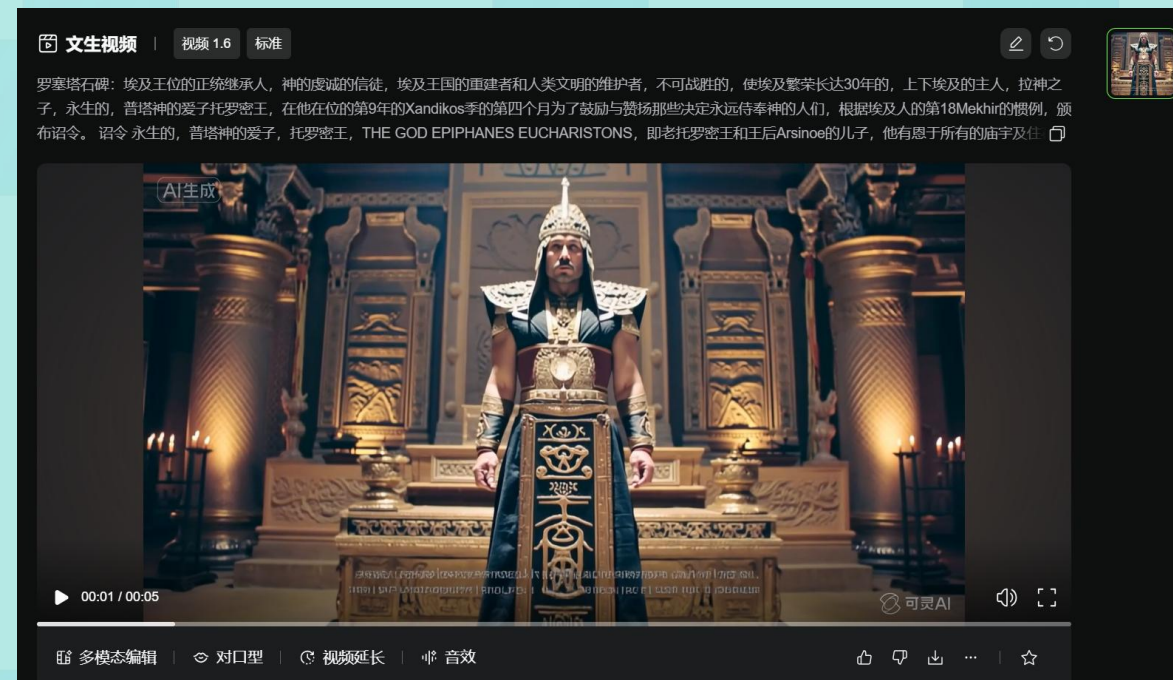 文生视频 | 视频 1.6 标准
罗塞塔石碑：埃及王位的正统继承人，神的虔诚的信徒，埃及王国的重建者和人类文明的维护者，不可战胜的，使埃及繁荣长达30年的，上下埃及的主人，拉神之
子，永生的，普塔神的爱子托罗密王，在他在位的第9年的Xandikos季的第四个月为了鼓励与赞扬那些决定永远侍奉神的人们，根据埃及人的第18Mekhir的惯例，颁
布诏令。 诏令 永生的，普塔神的爱子，托罗密王，THE GOD EPIPHANES EUCHARISTONS，即老托罗密王和王后Arsinoe的儿子，他有恩于所有的庙宇及住
AI生成
00:01 / 00:05
可灵AI
多模态编辑 | 对口型 | 视频延长 | 音效